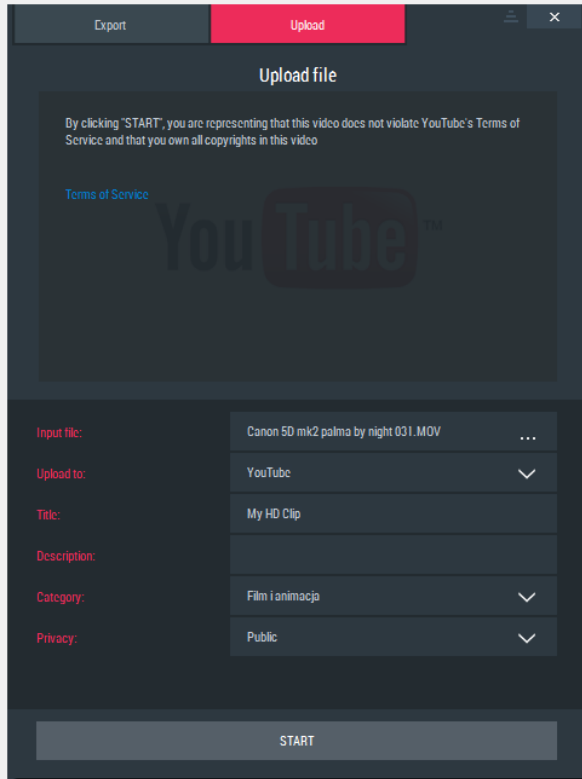 Export
Upload
Upload file
By clicking "START", you are representing that this video does not violate YouTube's Terms of
Service and that you own all copyrights in this video
Terms of Service
YouTube™
Input file:
Canon 5D mk2 palma by night 031.MOV
...
Upload to:
YouTube
Title:
My HD Clip
Description:
Category:
Film i animacja
Privacy:
Public
START